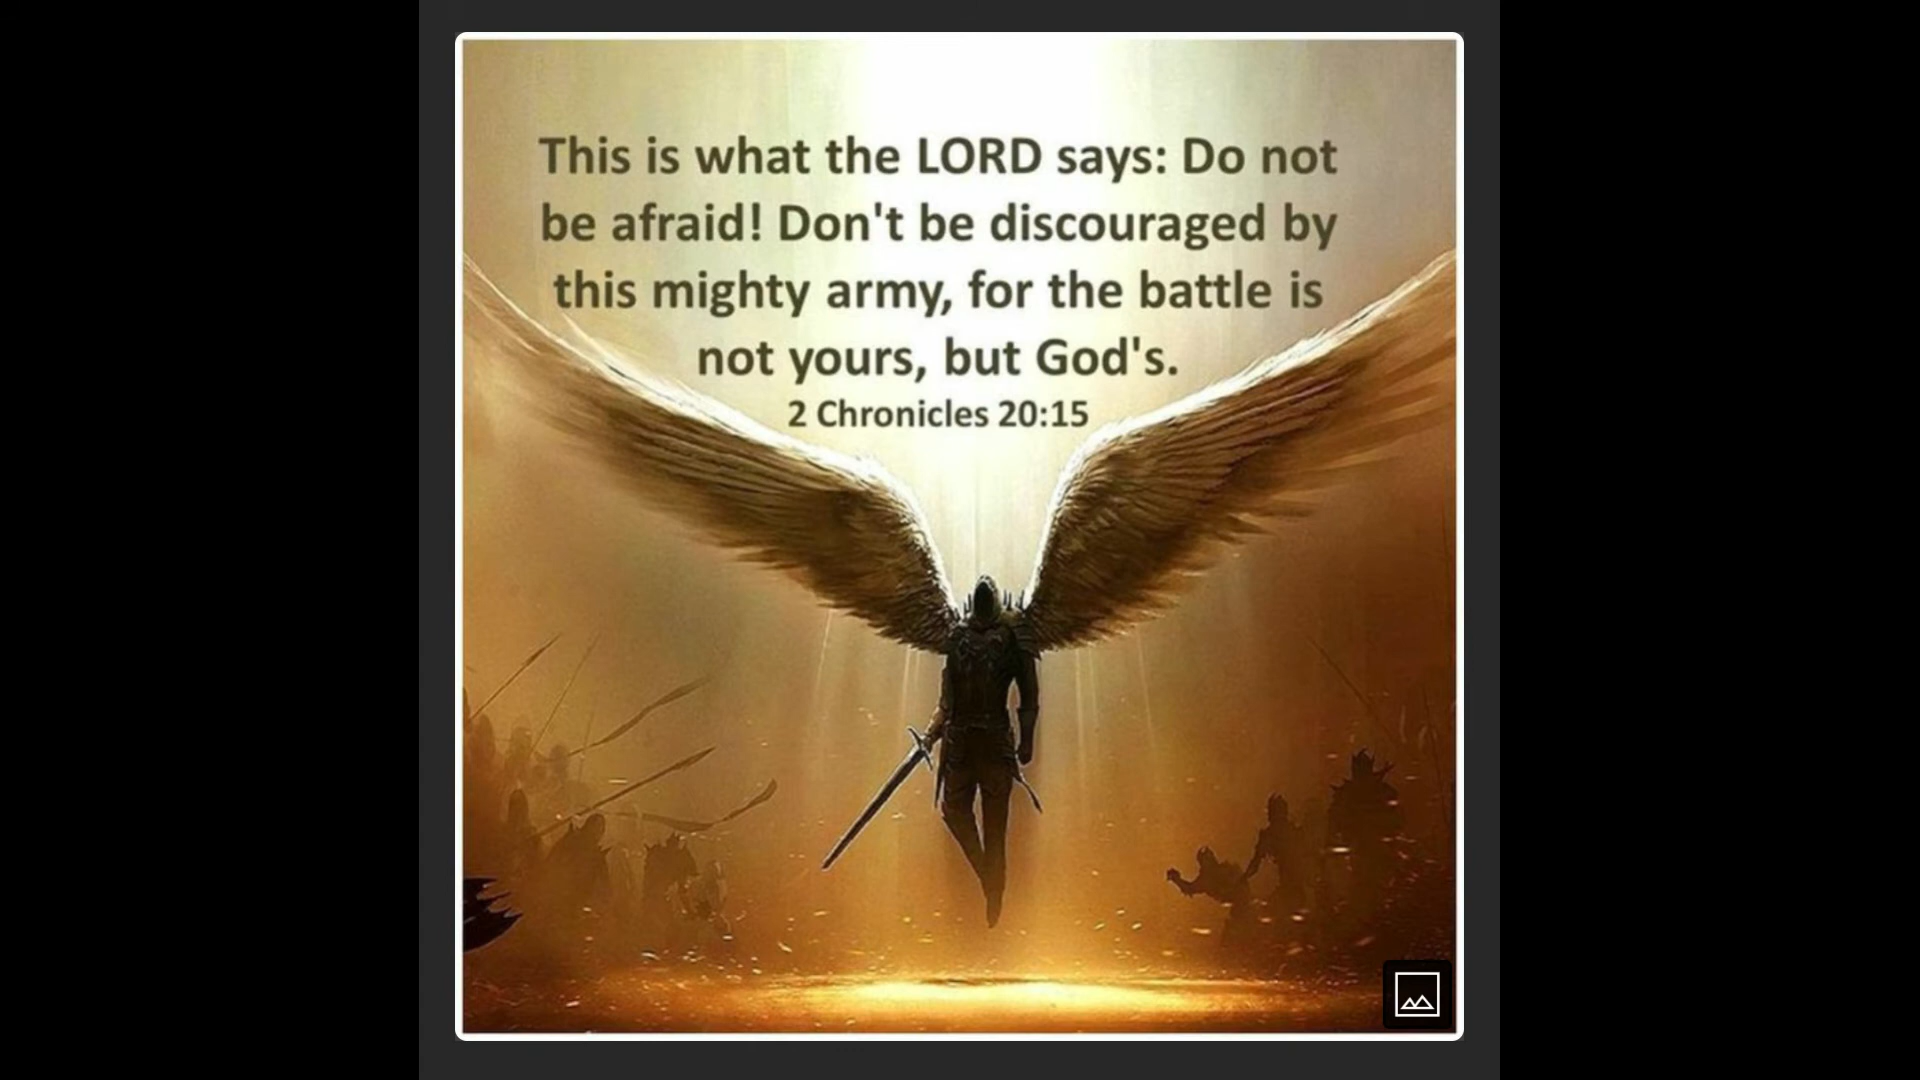 This is what the LORD says: Do not
be afraid! Don't be discouraged by
this mighty army, for the battle is
not yours, but God's.
2 Chronicles 20:15